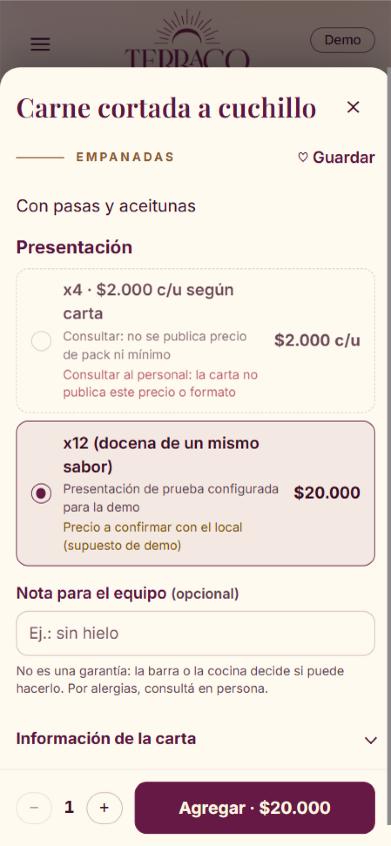 Demo
TERRACO
Carne cortada a cuchillo
EMPANADAS
♡ Guardar
Con pasas y aceitunas
Presentación
x4 · $2.000 c/u según
carta
Consultar: no se publica precio
de pack ni mínimo
Consultar al personal: la carta no
publica este precio o formato
$2.000 c/u
x12 (docena de un mismo
sabor)
Presentación de prueba configurada
para la demo
Precio a confirmar con el local
(supuesto de demo)
$20.000
Nota para el equipo (opcional)
Ej.: sin hielo
No es una garantía: la barra o la cocina decide si puede
hacerlo. Por alergias, consultá en persona.
Información de la carta
− 1 +
Agregar · $20.000